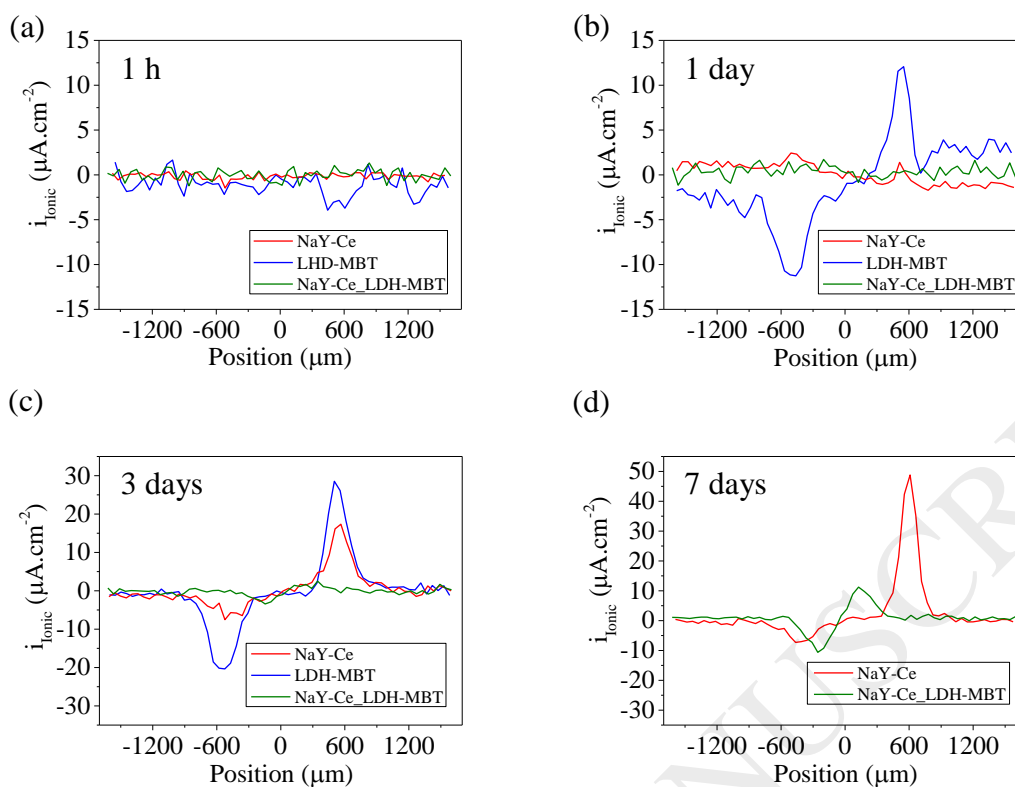 (a)
1 h
15
10
5
0
-5
-10
-15
i_Ionic (µA.cm⁻²)
NaY-Ce
LHD-MBT
NaY-Ce_LDH-MBT
-1200 -600 0 600 1200
Position (µm)
(b)
1 day
15
10
5
0
-5
-10
-15
i_Ionic (µA.cm⁻²)
NaY-Ce
LDH-MBT
NaY-Ce_LDH-MBT
-1200 -600 0 600 1200
Position (µm)
(c)
3 days
30
20
10
0
-10
-20
-30
i_Ionic (µA.cm⁻²)
NaY-Ce
LDH-MBT
NaY-Ce_LDH-MBT
-1200 -600 0 600 1200
Position (µm)
(d)
7 days
50
40
30
20
10
0
-10
-20
-30
i_Ionic (µA.cm⁻²)
NaY-Ce
NaY-Ce_LDH-MBT
-1200 -600 0 600 1200
Position (µm)
NUSCR